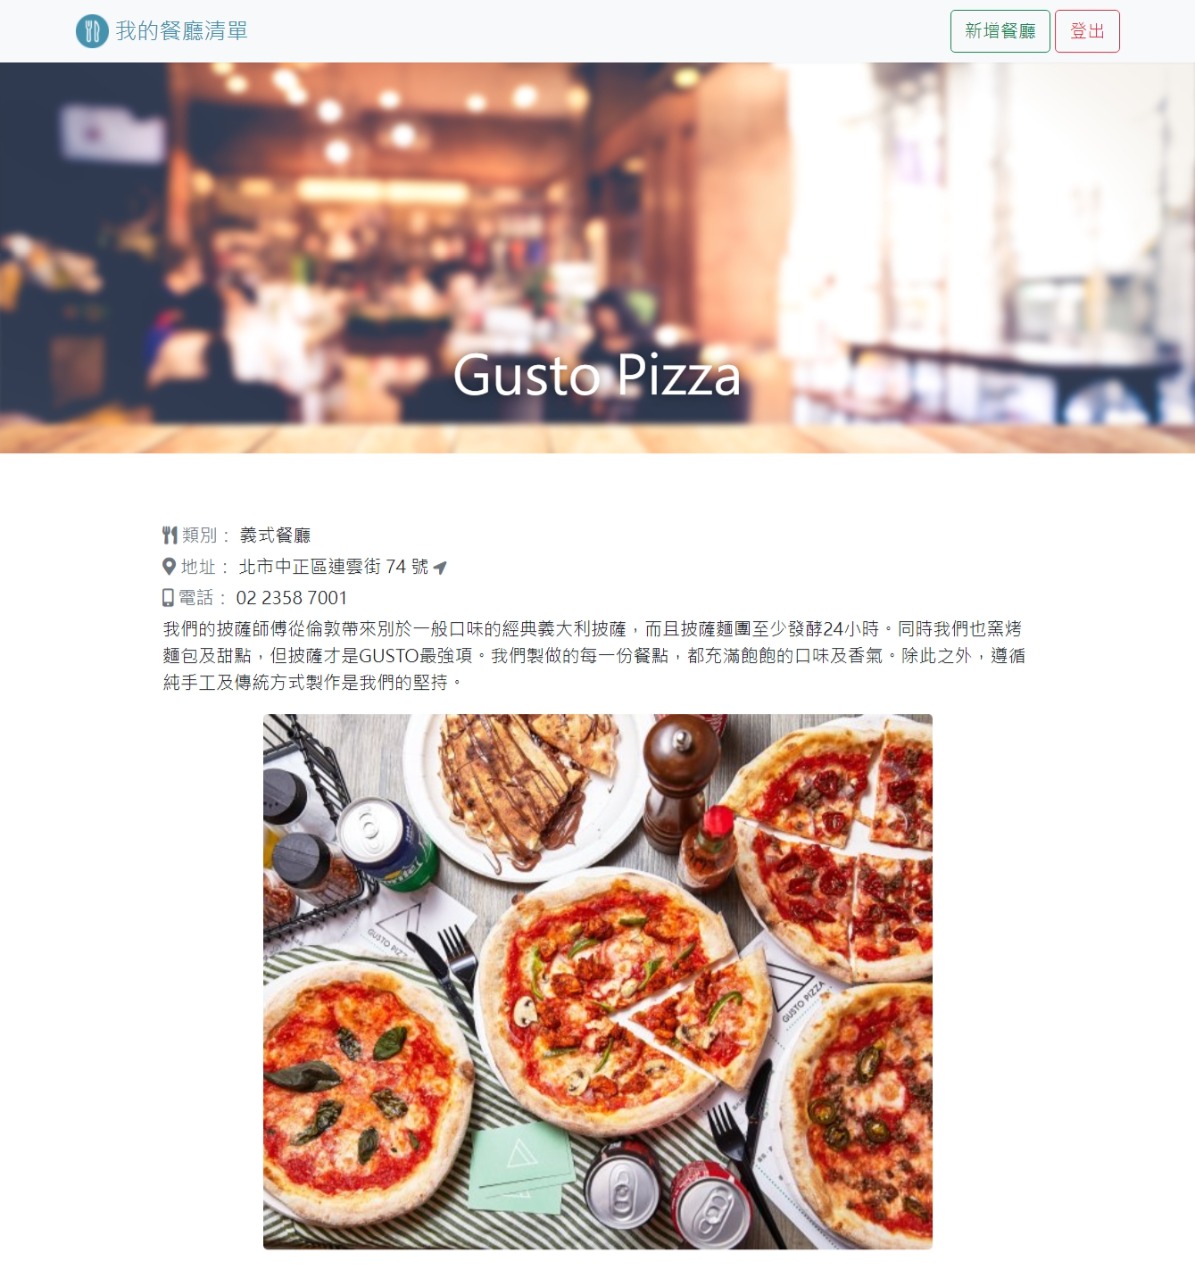 我的餐廳清單
新增餐廳 登出
Gusto Pizza
類別： 義式餐廳
地址： 北市中正區連雲街 74 號
電話： 02 2358 7001
我們的披薩師傅從倫敦帶來別於一般口味的經典義大利披薩，而且披薩麵團至少發酵24小時。同時我們也窯烤
麵包及甜點，但披薩才是GUSTO最強項。我們製做的每一份餐點，都充滿飽飽的口味及香氣。除此之外，遵循
純手工及傳統方式製作是我們的堅持。
GUSTO PIZZA
GUSTO PIZZA